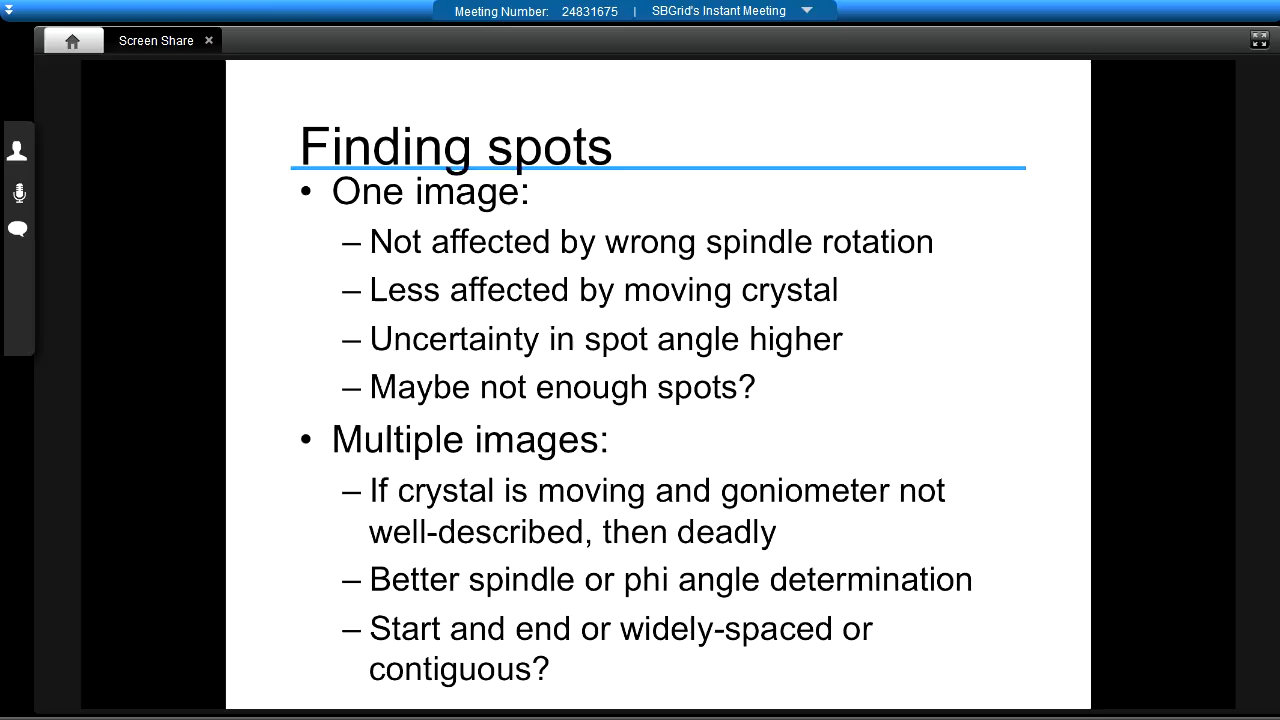 Meeting Number: 24831675 | SBGrid's Instant Meeting
Screen Share ×
Finding spots
• One image:
– Not affected by wrong spindle rotation
– Less affected by moving crystal
– Uncertainty in spot angle higher
– Maybe not enough spots?
• Multiple images:
– If crystal is moving and goniometer not
well-described, then deadly
– Better spindle or phi angle determination
– Start and end or widely-spaced or
contiguous?